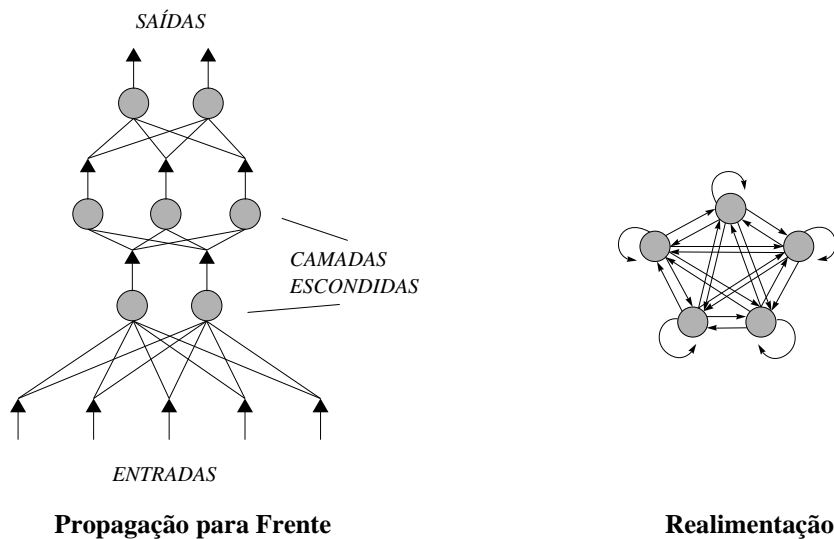 SAÍDAS
CAMADAS
ESCONDIDAS
ENTRADAS
Propagação para Frente
Realimentação